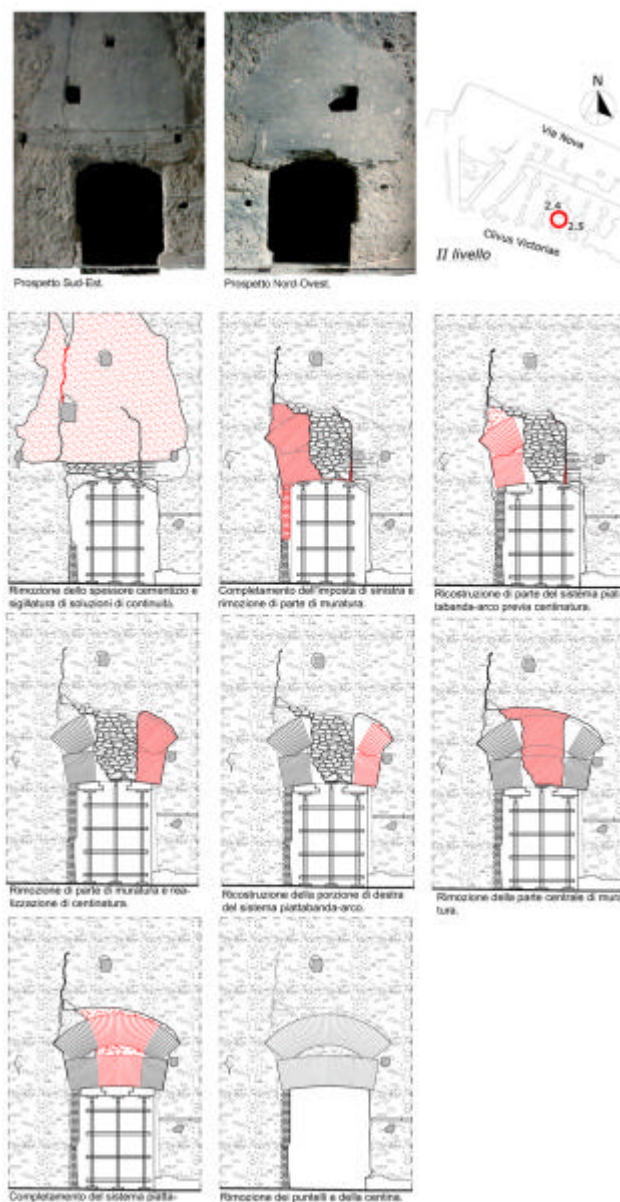 N
Via Nova
2.4
2.5
Clivus Victoriae
II livello
Prospetto Sud-Est.
Prospetto Nord-Ovest.
Rimozione dello spessore cementizio e
sigillatura di soluzioni di continuità.
Completamento dell'imposta di sinistra e
rimozione di parte di muratura.
Ricostruzione di parte del sistema piat-
tabanda-arco previa centinatura.
Rimozione di parte di muratura e rea-
lizzazione di centinatura.
Ricostruzione della porzione di destra
del sistema piattabanda-arco.
Rimozione della parte centrale di mura
tura.
Completamento del sistema piatta-
Rimozione dei puntelli e della centina.